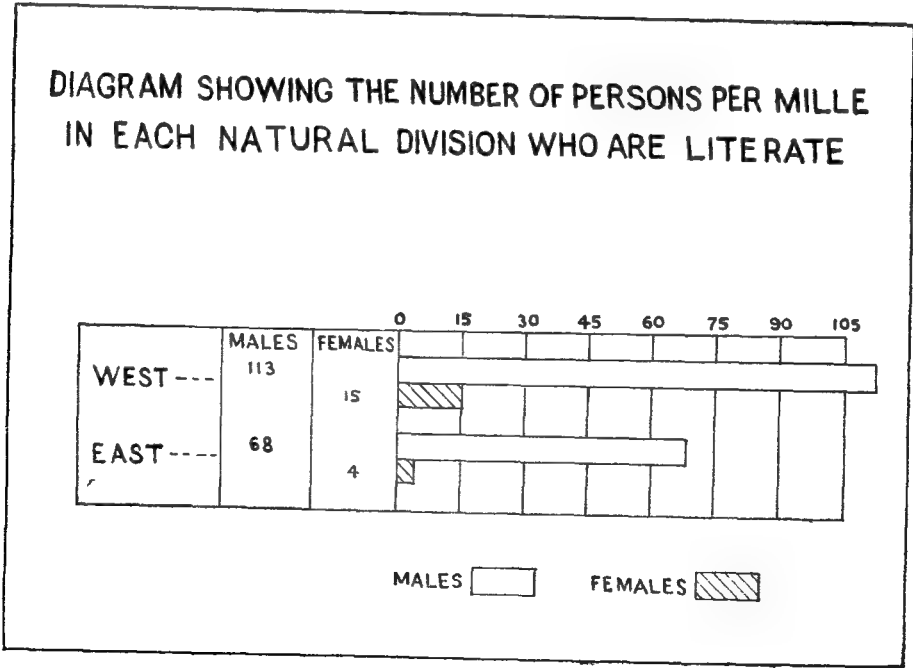 DIAGRAM SHOWING THE NUMBER OF PERSONS PER MILLE
IN EACH NATURAL DIVISION WHO ARE LITERATE
0 15 30 45 60 75 90 105
MALES FEMALES
WEST --- 113
15
EAST ---- 68
4
MALES FEMALES